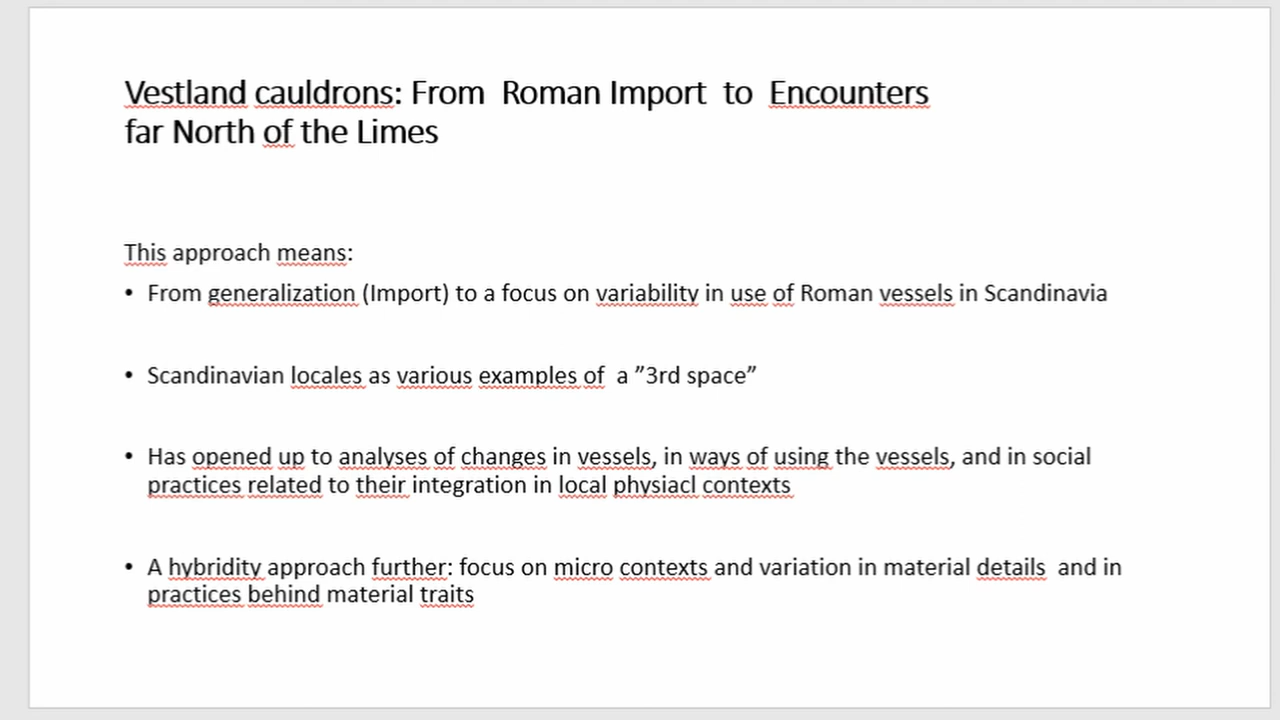 Vestland cauldrons: From  Roman Import  to  Encounters
far North of the Limes
This approach means:
• From generalization (Import) to a focus on variability in use of Roman vessels in Scandinavia
• Scandinavian locales as various examples of  a ”3rd space”
• Has opened up to analyses of changes in vessels, in ways of using the vessels, and in social
practices related to their integration in local physiacl contexts
• A hybridity approach further: focus on micro contexts and variation in material details  and in
practices behind material traits